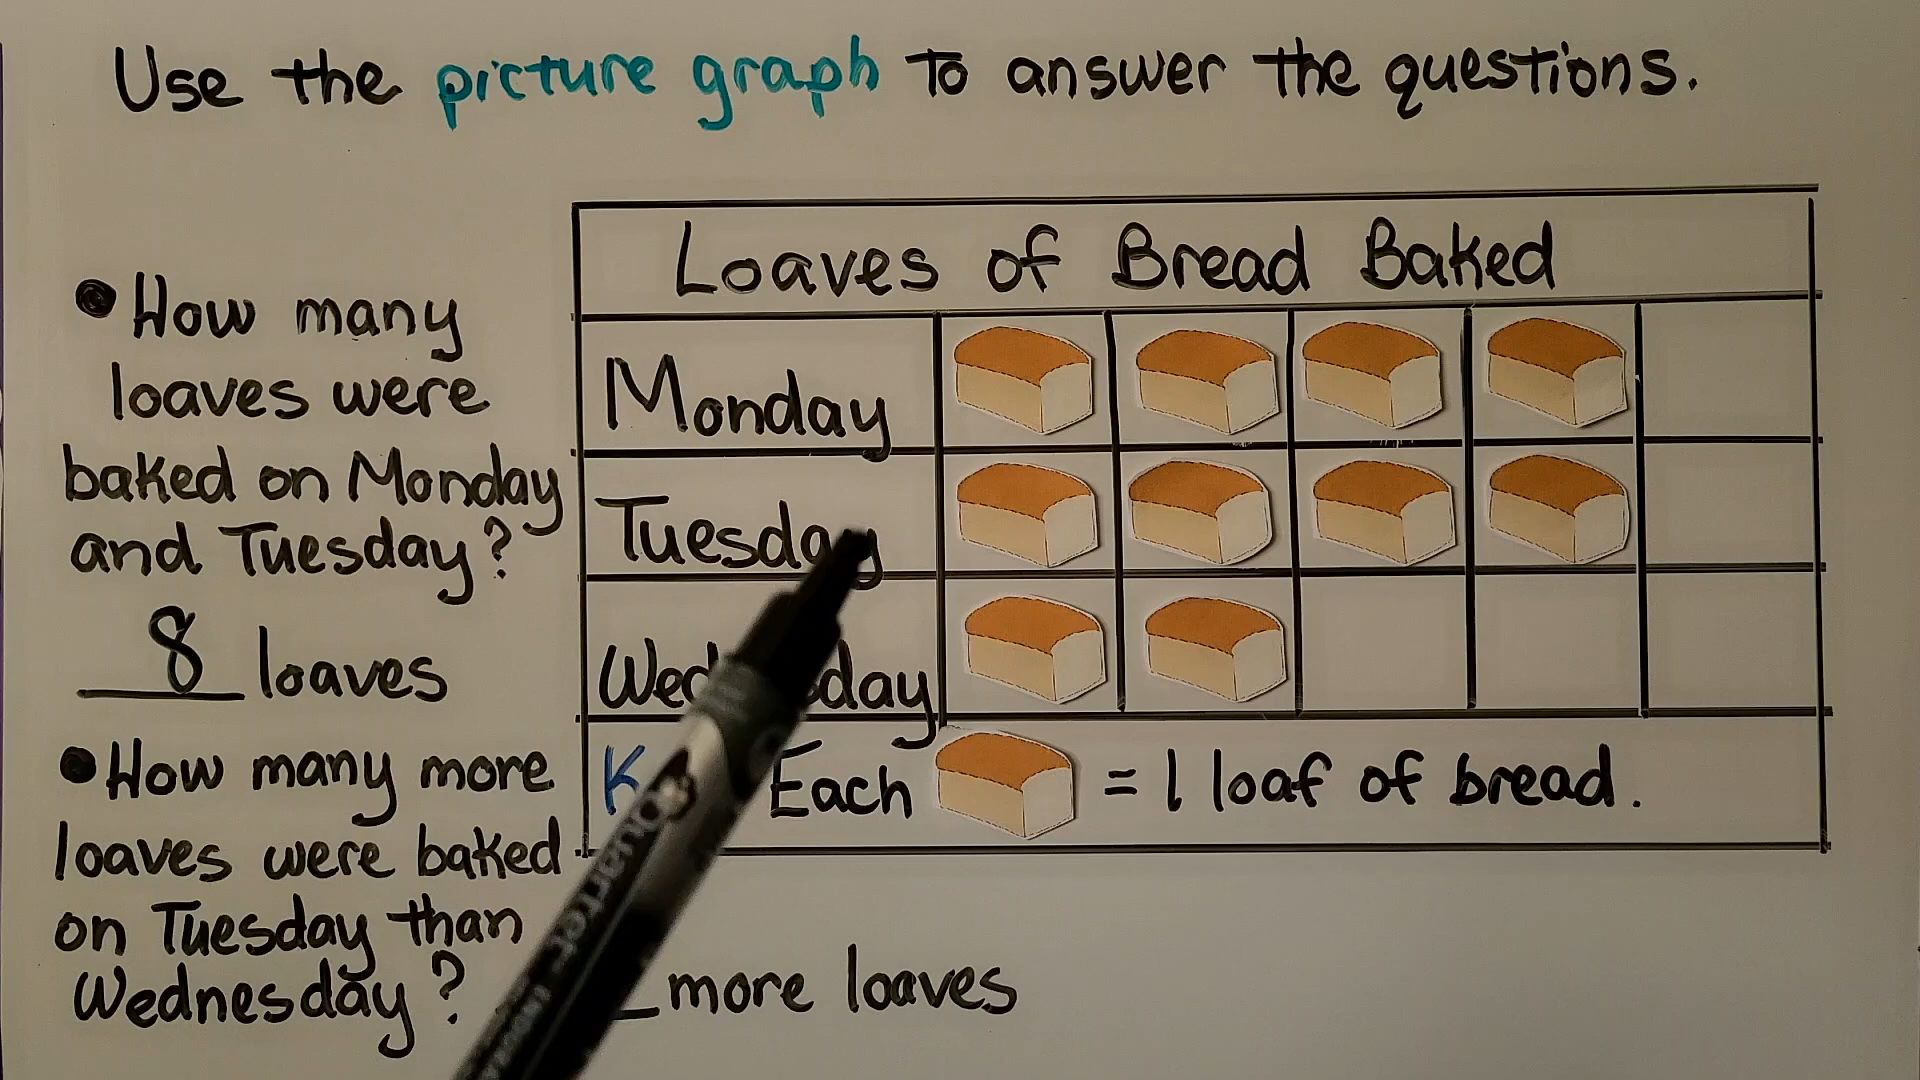 Use the picture graph to answer the questions.
Loaves of Bread Baked
• How many
loaves were
baked on Monday
and Tuesday?
8 loaves
• How many more
loaves were baked
on Tuesday than
Wednesday?
more loaves
Monday
Tuesday
Each = 1 loaf of bread.
Quartet